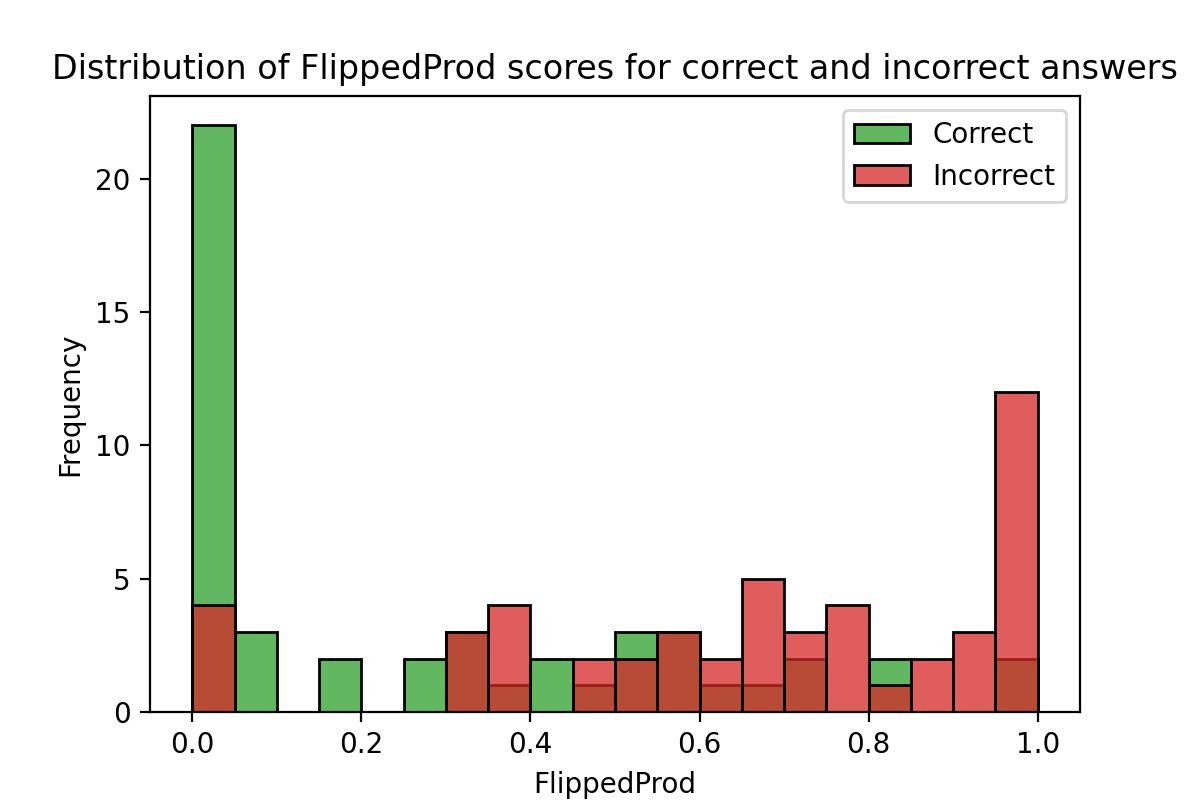 Distribution of FlippedProd scores for correct and incorrect answers
Correct
Incorrect
Frequency
20
15
10
5
0
0.0 0.2 0.4 0.6 0.8 1.0
FlippedProd